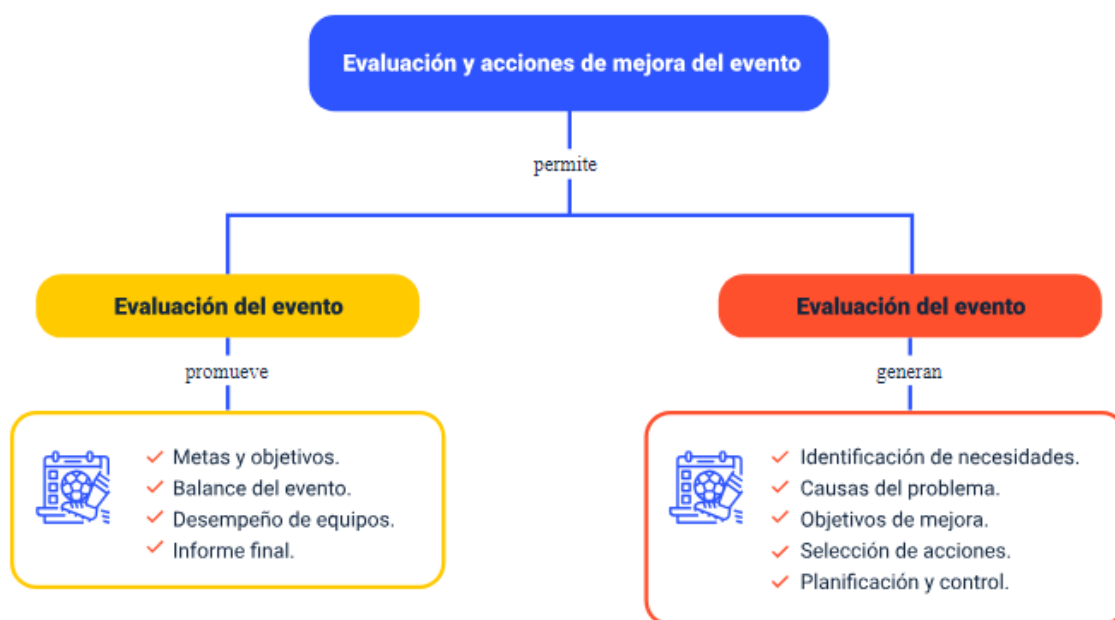 Evaluación y acciones de mejora del evento
permite
Evaluación del evento
promueve
Metas y objetivos.
Balance del evento.
Desempeño de equipos.
Informe final.
Evaluación del evento
generan
Identificación de necesidades.
Causas del problema.
Objetivos de mejora.
Selección de acciones.
Planificación y control.